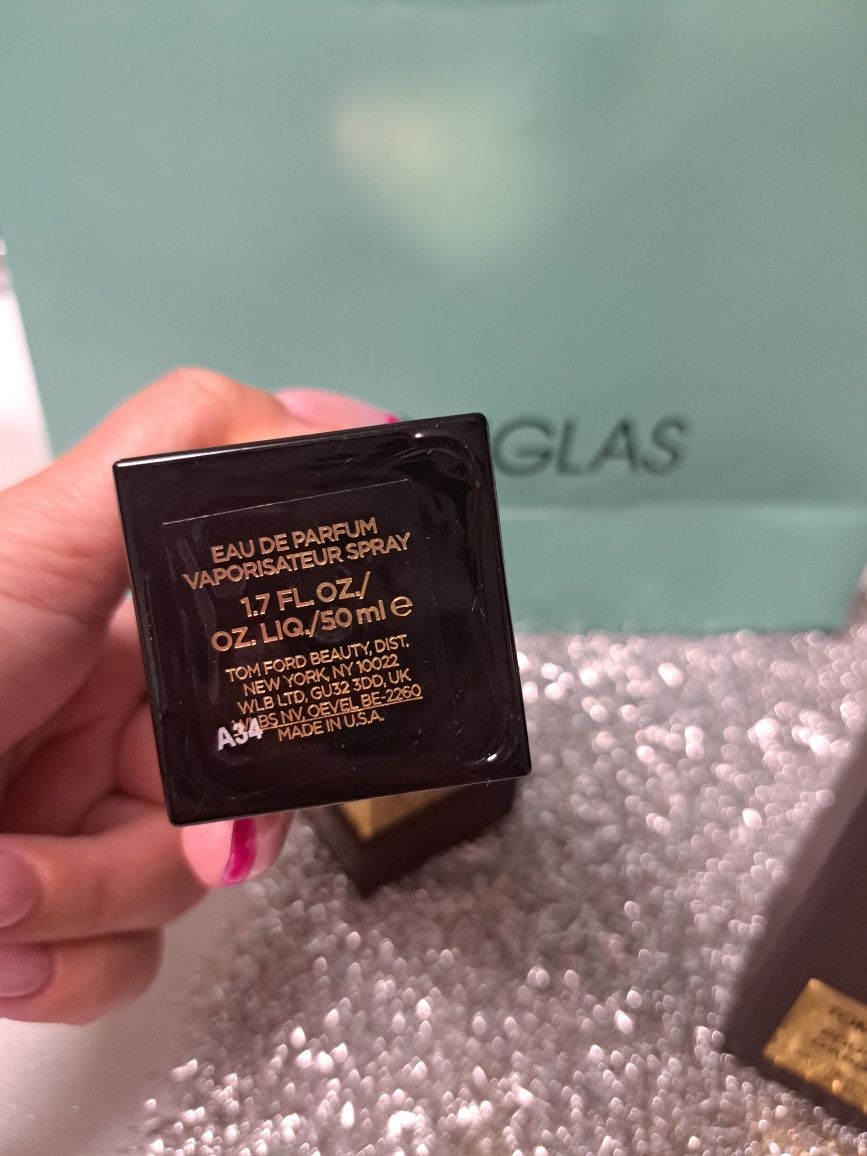 GLAS
EAU DE PARFUM
VAPORISATEUR SPRAY
1.7 FL.OZ./
OZ. LIQ./50 ml e
TOM FORD BEAUTY, DIST.
NEW YORK, NY 10022
WLB LTD, GU32 3DD, UK
BS NV, OEVEL BE-2260
A34 MADE IN U.S.A.